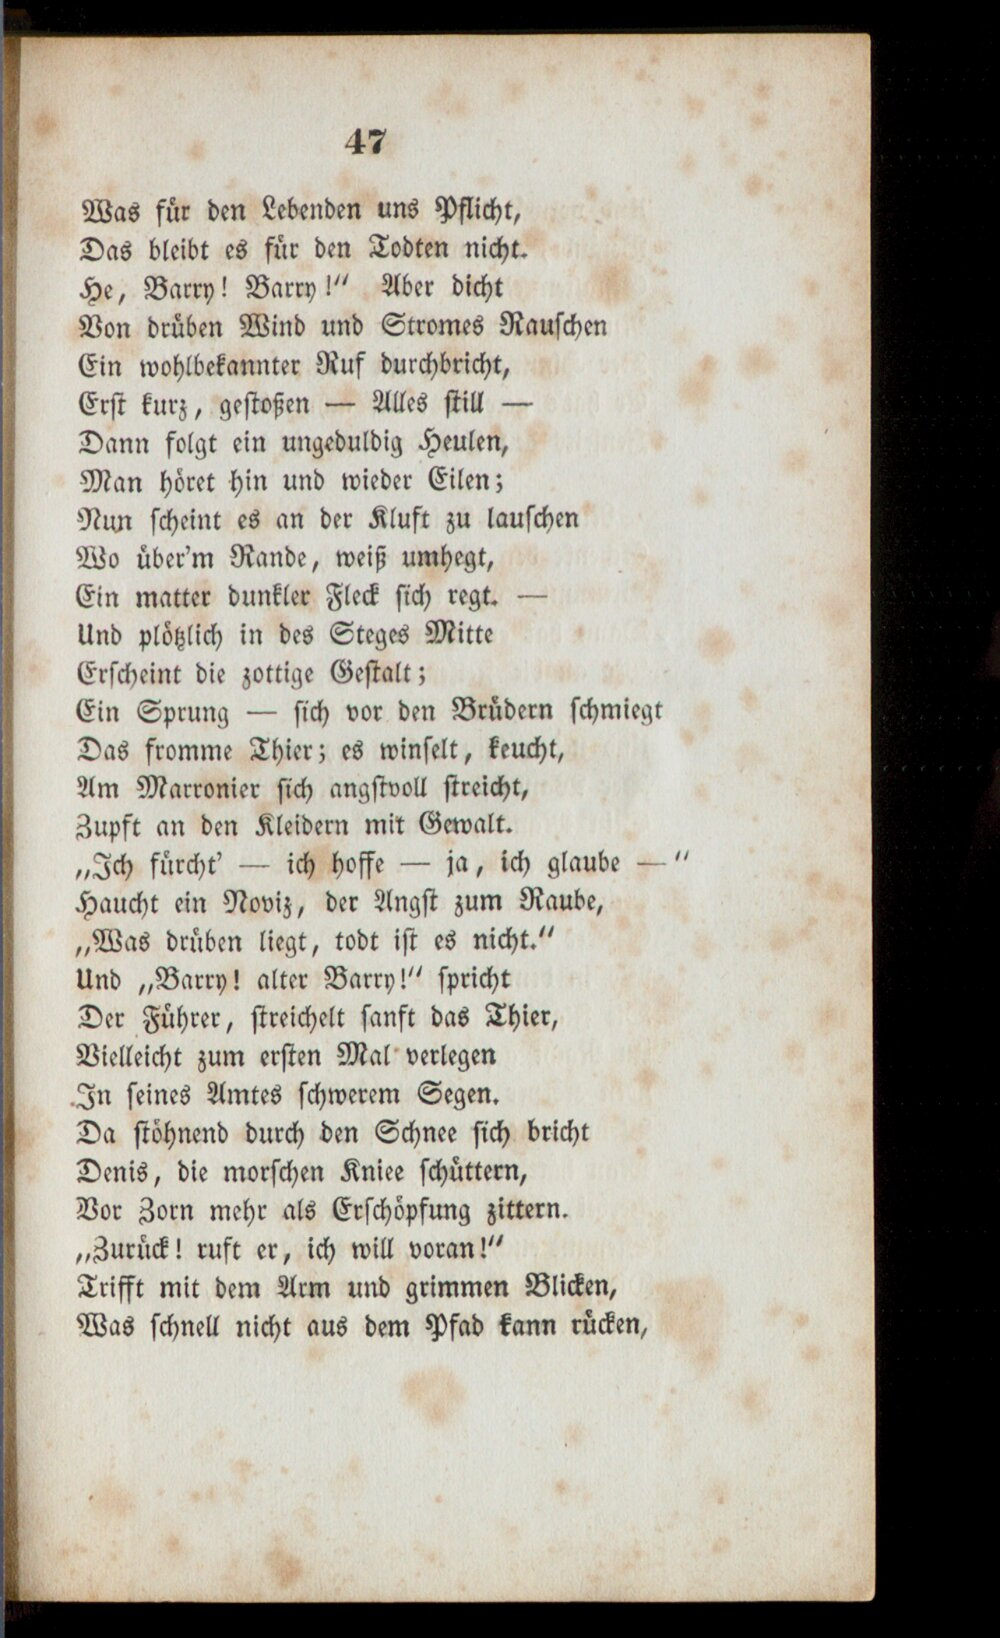 47
Was für den Lebenden uns Pflicht,
Das bleibt es für den Todten nicht.
He, Barry! Barry!“ Aber dicht
Von drüben Wind und Stromes Rauschen
Ein wohlbekannter Ruf durchbricht,
Erst kurz, gestoßen — Alles still —
Dann folgt ein ungeduldig Heulen,
Man höret hin und wieder Eilen;
Nun scheint es an der Kluft zu lauschen
Wo über'm Rande, weiß umhegt,
Ein matter dunkler Fleck sich regt. —
Und plötzlich in des Steges Mitte
Erscheint die zottige Gestalt;
Ein Sprung — sich vor den Brüdern schmiegt
Das fromme Thier; es winselt, keucht,
Am Marronier sich angstvoll streicht,
Zupft an den Kleidern mit Gewalt.
„Ich fürcht' — ich hoffe — ja, ich glaube —“
Haucht ein Noviz, der Angst zum Raube,
„Was drüben liegt, todt ist es nicht.“
Und „Barry! alter Barry!“ spricht
Der Führer, streichelt sanft das Thier,
Vielleicht zum ersten Mal verlegen
In seines Amtes schwerem Segen.
Da stöhnend durch den Schnee sich bricht
Denis, die morschen Kniee schüttern,
Vor Zorn mehr als Erschöpfung zittern.
„Zurück! ruft er, ich will voran!“
Trifft mit dem Arm und grimmen Blicken,
Was schnell nicht aus dem Pfad kann rücken,